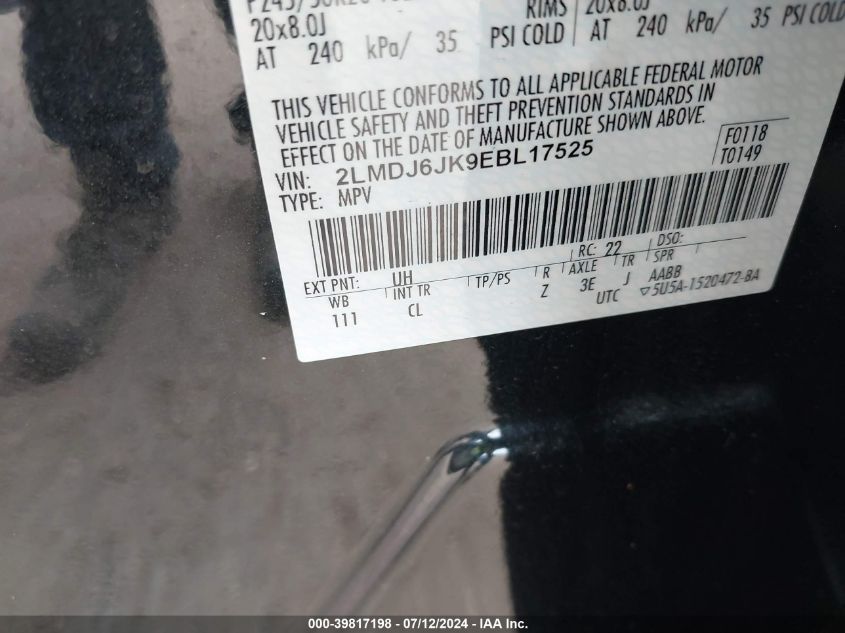 20x8.0J RIMS 20x8.0J
AT 240 kPa/ 35 PSI COLD AT 240 kPa/ 35 PSI COLD
THIS VEHICLE CONFORMS TO ALL APPLICABLE FEDERAL MOTOR
VEHICLE SAFETY AND THEFT PREVENTION STANDARDS IN
EFFECT ON THE DATE OF MANUFACTURE SHOWN ABOVE.
VIN: 2LMDJ6JK9EBL17525 F0118
TYPE: MPV T0149
EXT PNT: UH RC: 22 DSO:
WB INT TR TP/PS R AXLE TR SPR
111 CL Z 3E J AABB
UTC ▽5U5A-1520472-BA
000-39817198 - 07/12/2024 - IAA Inc.